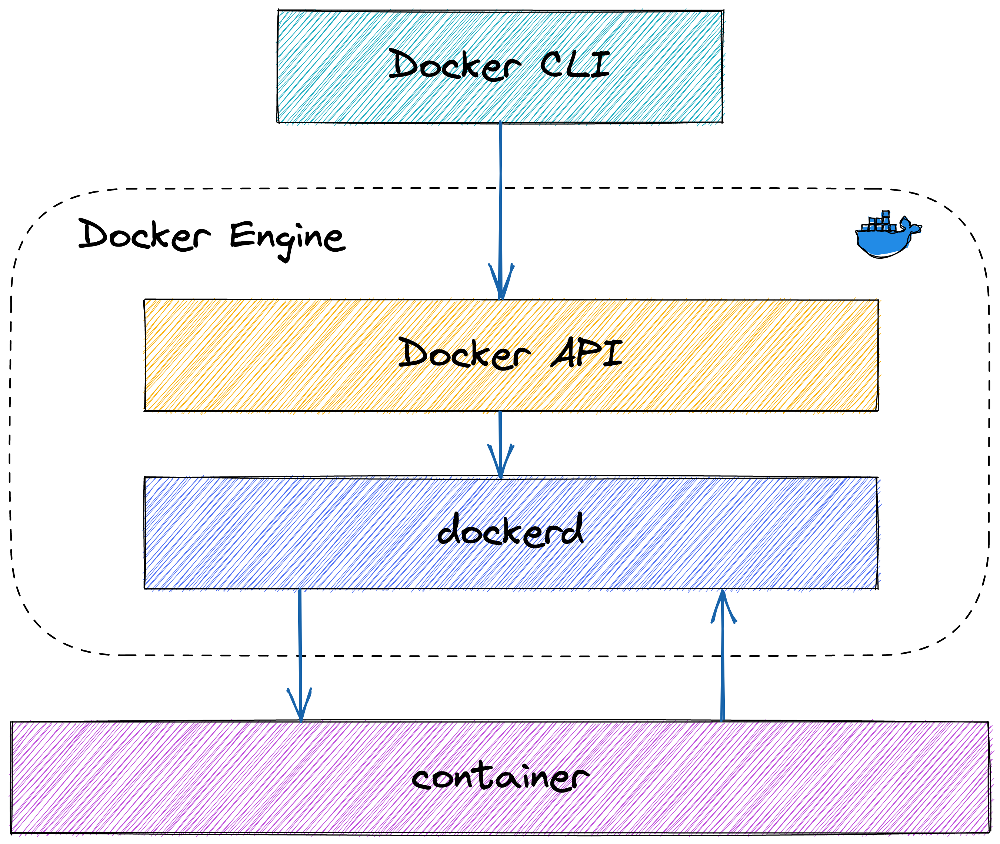 Docker CLI
Docker Engine
Docker API
dockerd
container